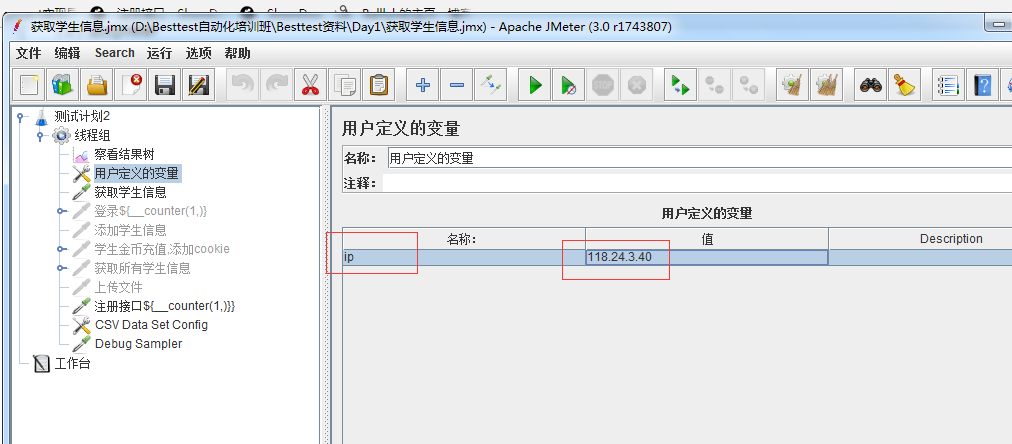 获取学生信息.jmx (D:\Besttest自动化培训班\Besttest资料\Day1\获取学生信息.jmx) - Apache JMeter (3.0 r1743807)
文件 编辑 Search 运行 选项 帮助
测试计划2
线程组
察看结果树
用户定义的变量
获取学生信息
登录${__counter(1,)}
添加学生信息
学生金币充值,添加cookie
获取所有学生信息
上传文件
注册接口${__counter(1,)}}
CSV Data Set Config
Debug Sampler
工作台
用户定义的变量
名称: 用户定义的变量
注释:
用户定义的变量
名称: 值 Description
ip 118.24.3.40